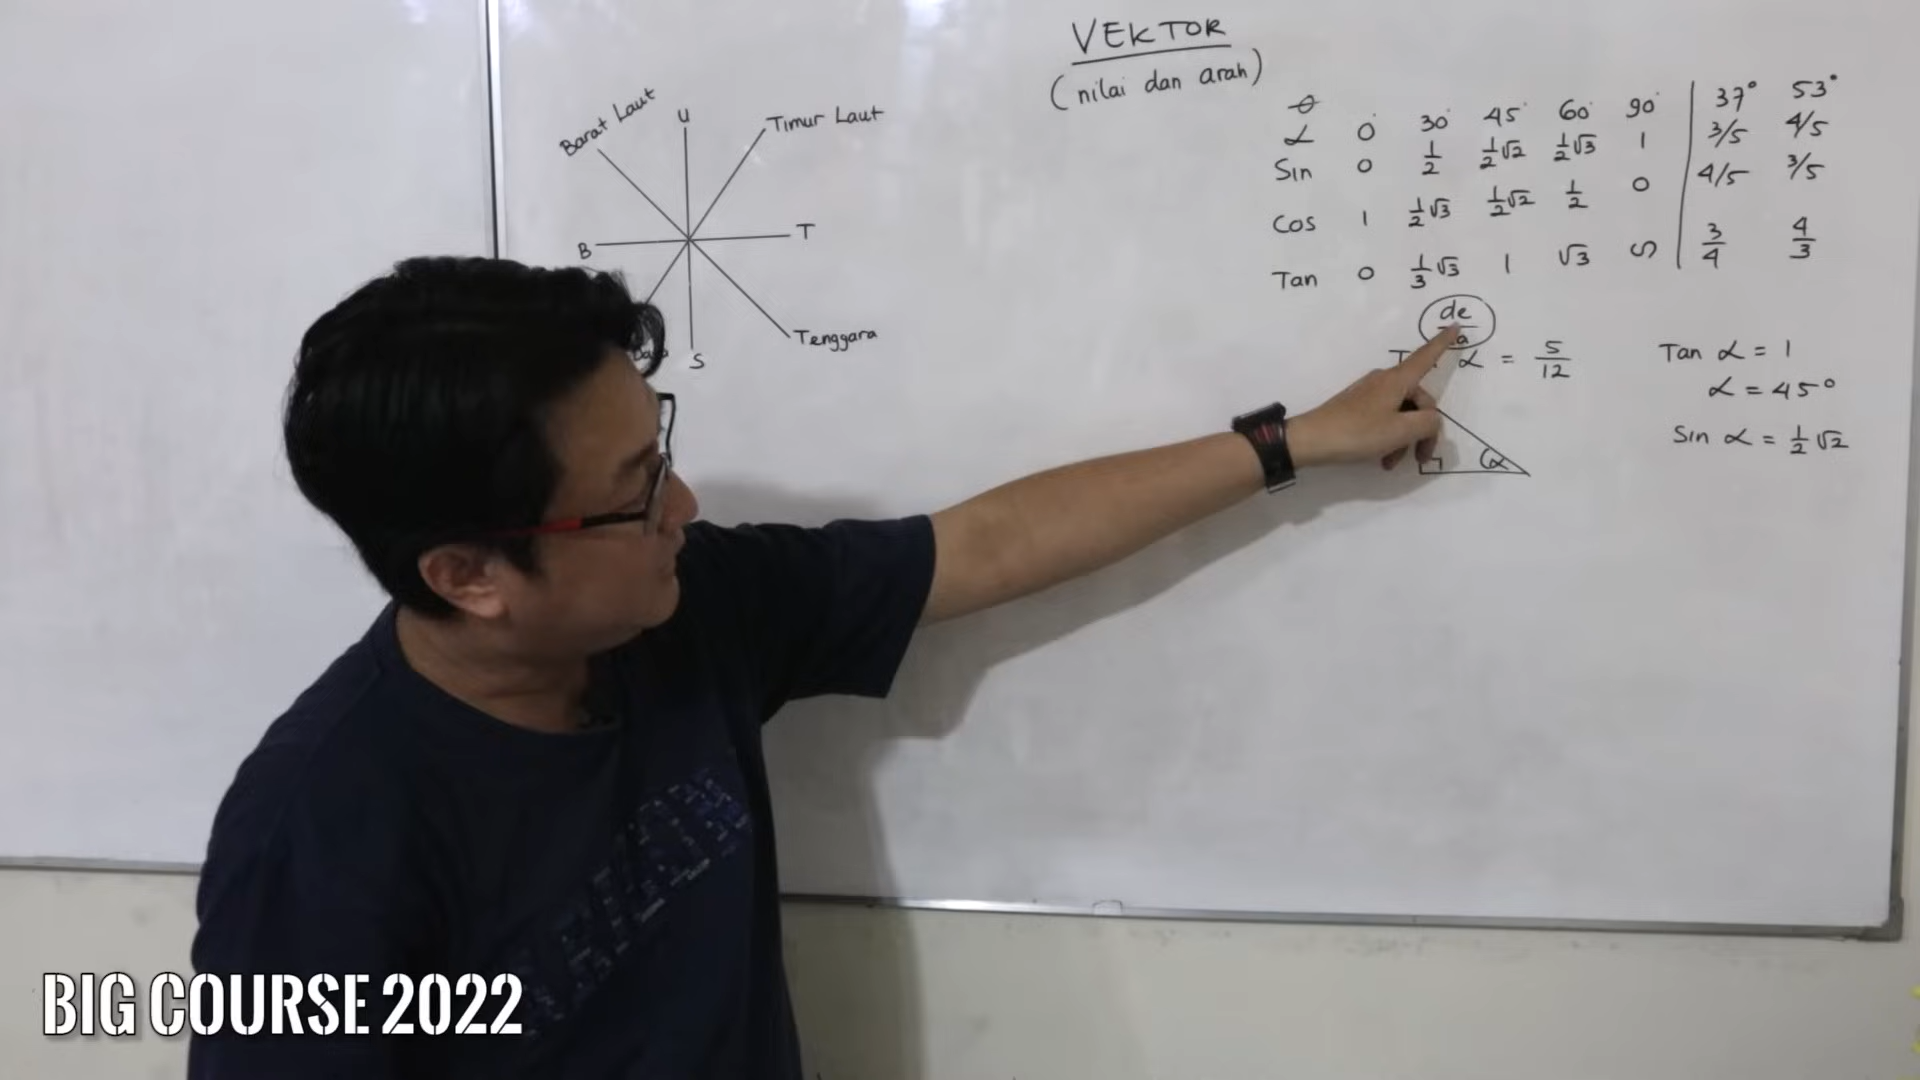 VEKTOR
(nilai dan arah)
Barat Laut
U
Timur Laut
B
T
S
Tenggara
θ
α 0° 30° 45° 60° 90° 37° 53°
Sin 0 1/2 1/2√2 1/2√3 1 3/5 4/5
Cos 1 1/2√3 1/2√2 1/2 0 4/5 3/5
Tan 0 1/3√3 1 √3 ∽ 3/4 4/3
de
α = 5/12
α
Tan α = 1
α = 45°
Sin α = 1/2√2
BIG COURSE 2022